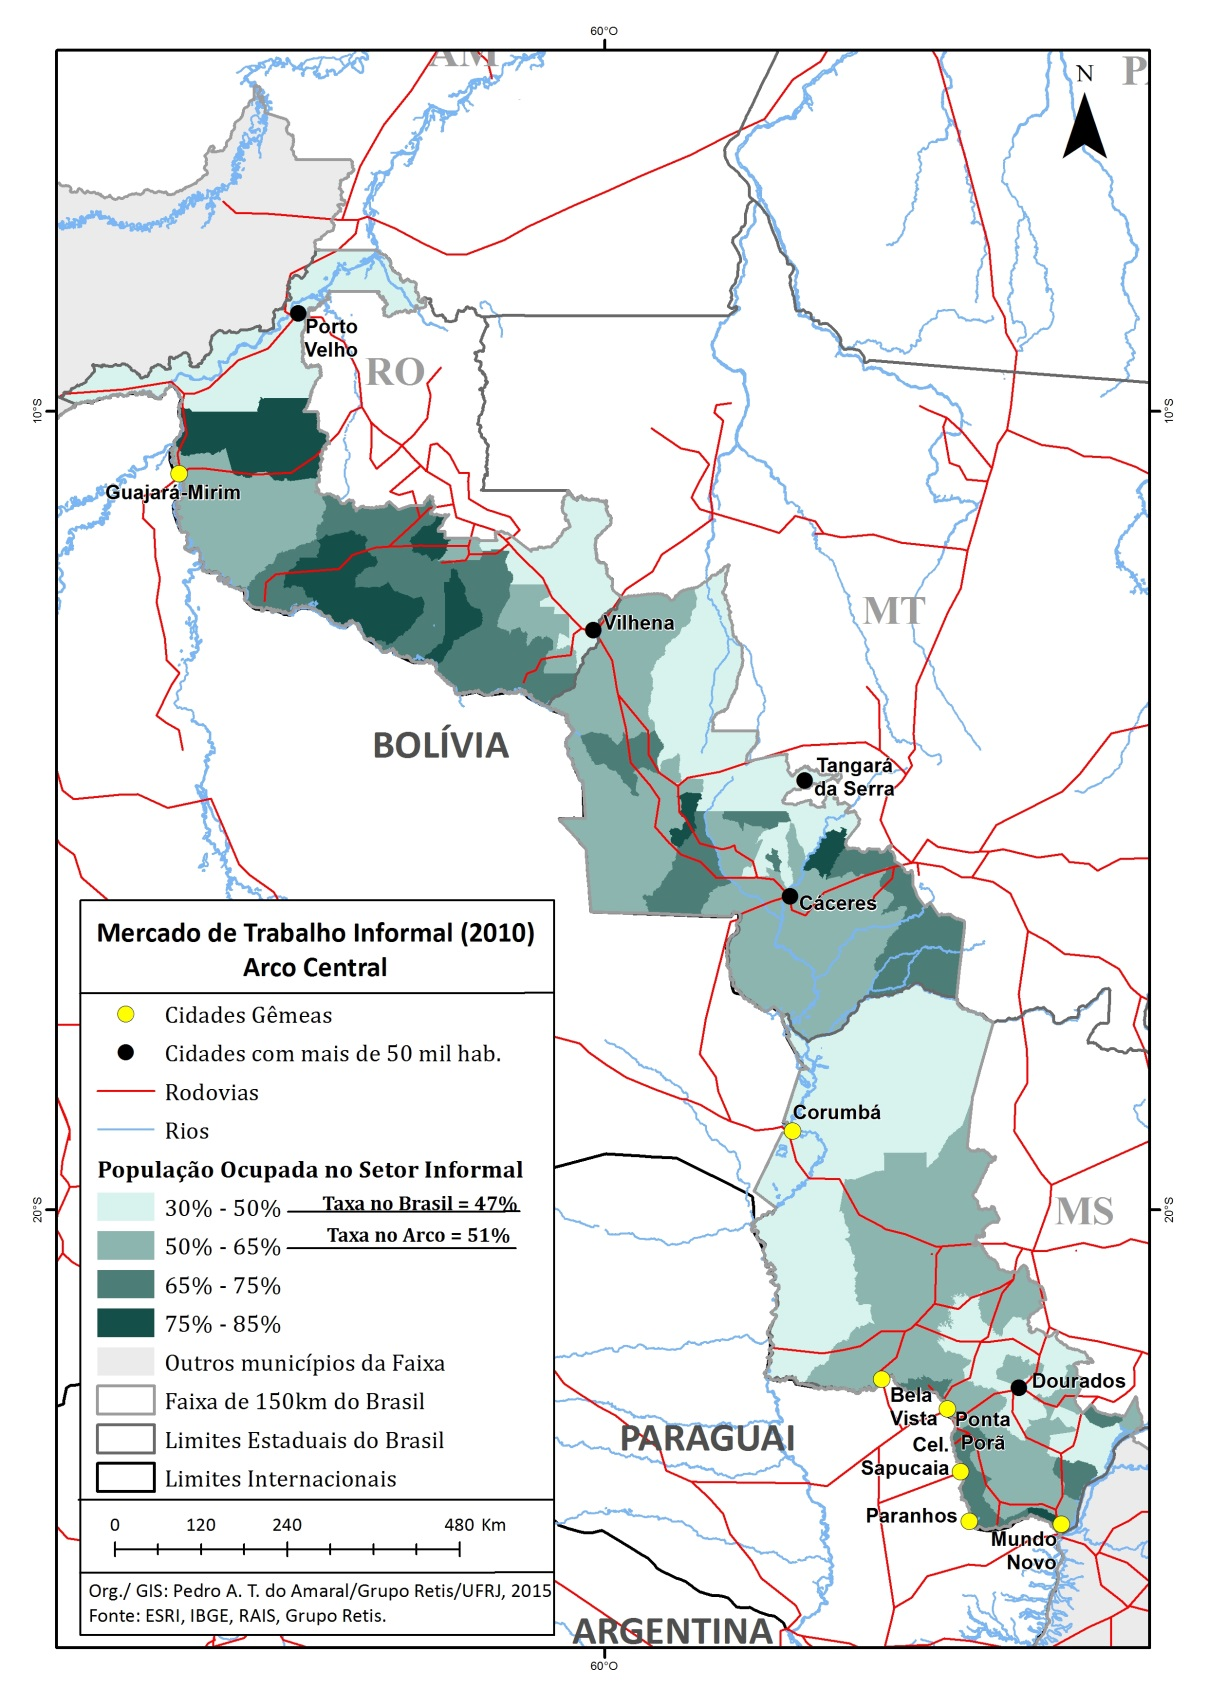 60°O
AM
N
Porto
Velho
RO
10°S
10°S
Guajará-Mirim
Vilhena
MT
BOLÍVIA
Tangará
da Serra
Cáceres
Mercado de Trabalho Informal (2010)
Arco Central
Cidades Gêmeas
Cidades com mais de 50 mil hab.
Rodovias
Rios
População Ocupada no Setor Informal
30% - 50% Taxa no Brasil = 47%
50% - 65% Taxa no Arco = 51%
65% - 75%
75% - 85%
Outros municípios da Faixa
Faixa de 150km do Brasil
Limites Estaduais do Brasil
Limites Internacionais
0 120 240 480 Km
Org./ GIS: Pedro A. T. do Amaral/Grupo Retis/UFRJ, 2015
Fonte: ESRI, IBGE, RAIS, Grupo Retis.
Corumbá
20°S
MS
20°S
Dourados
Bela
Vista
Ponta
Porã
PARAGUAI
Cel.
Sapucaia
Paranhos
Mundo
Novo
ARGENTINA
60°O